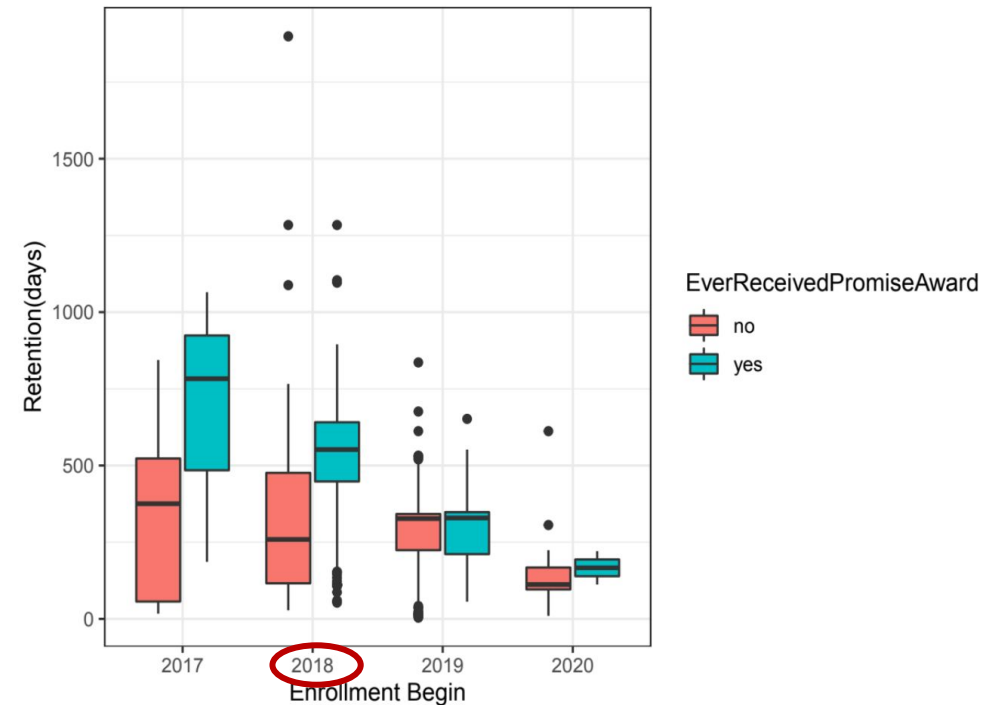 1500
1000
500
0
Retention(days)
2017 2018 2019 2020
Enrollment Begin
EverReceivedPromiseAward
no
yes